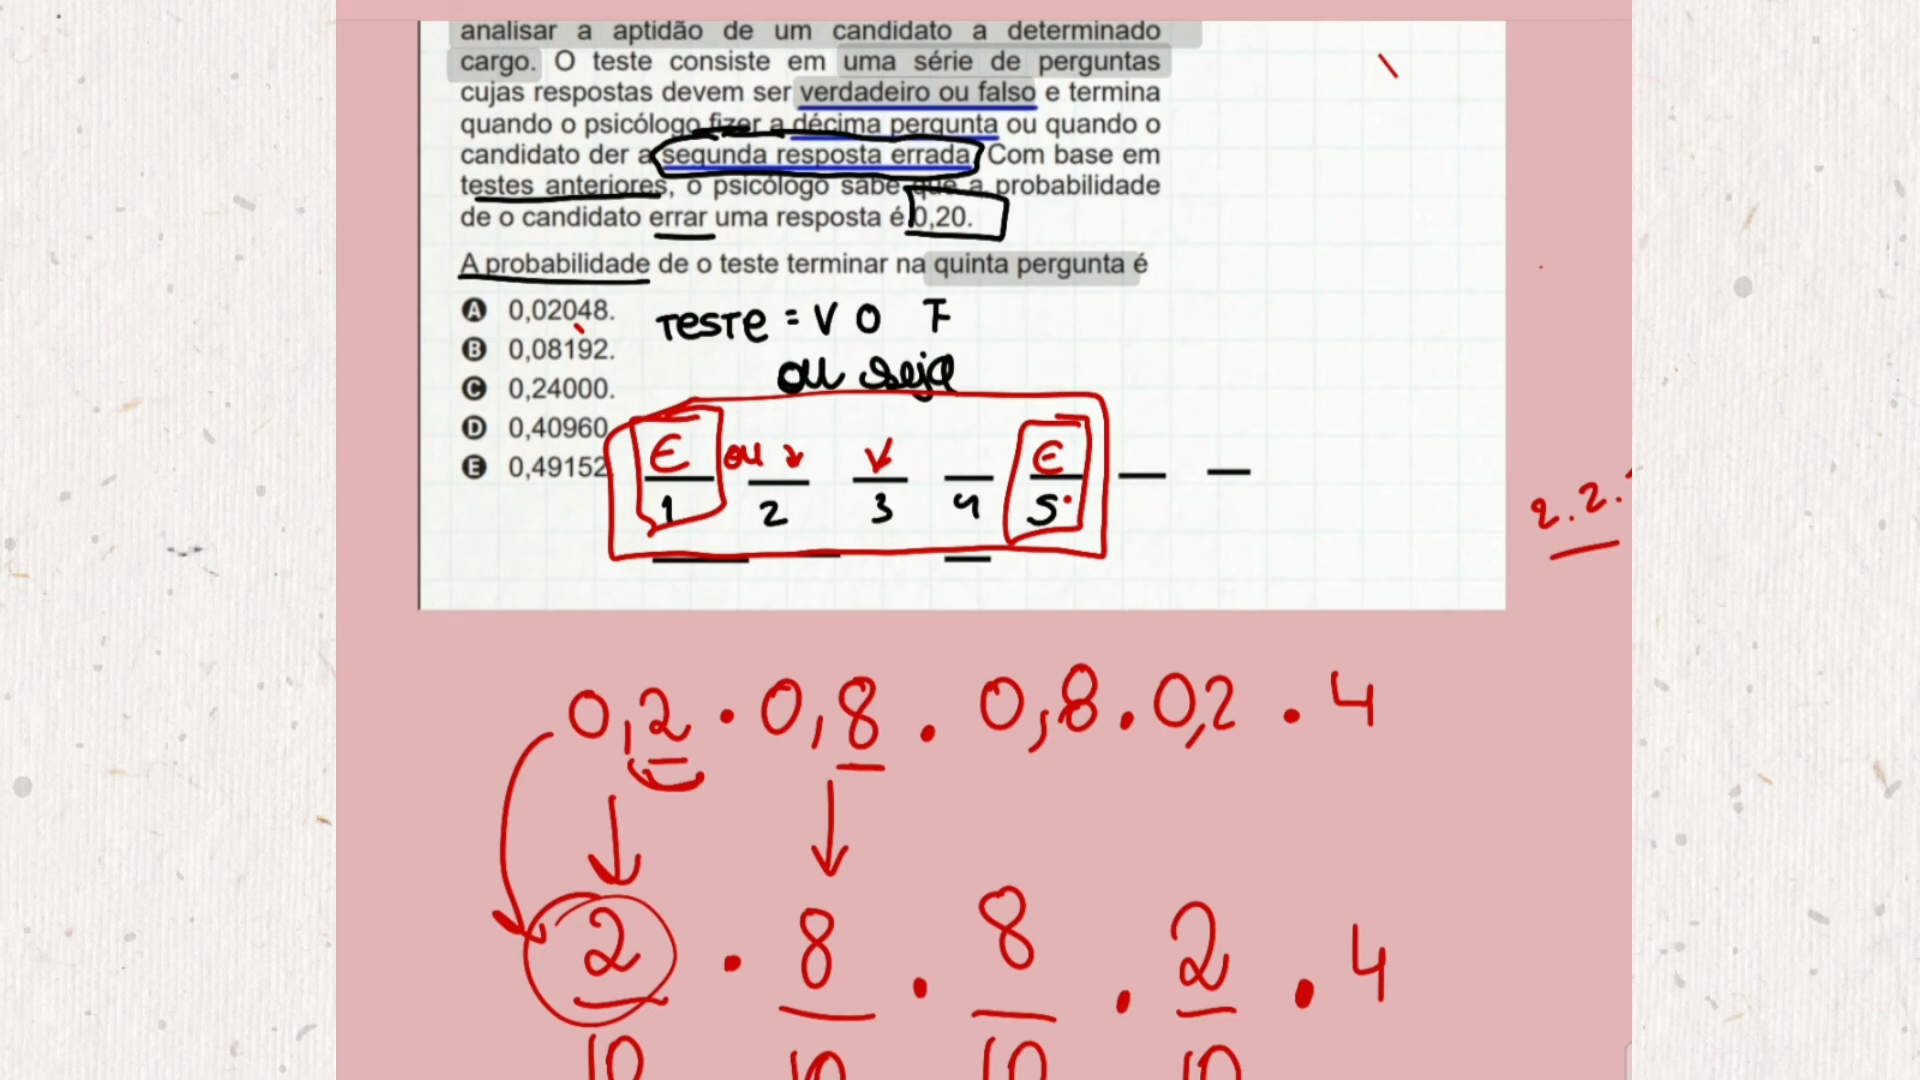 analisar a aptidão de um candidato a determinado
cargo. O teste consiste em uma série de perguntas
cujas respostas devem ser verdadeiro ou falso e termina
quando o psicólogo fizer a décima pergunta ou quando o
candidato der a segunda resposta errada. Com base em
testes anteriores, o psicólogo sabe que a probabilidade
de o candidato errar uma resposta é 0,20.
A probabilidade de o teste terminar na quinta pergunta é
A 0,02048.
B 0,08192.
C 0,24000.
D 0,40960
E 0,49152
TESTE = V O F
ou seja
E ou v V E
1 2 3 4 5
2.2.
0,2 . 0,8 . 0,8 . 0,2 . 4
2 . 8 . 8 . 2 . 4
10 10 10 10